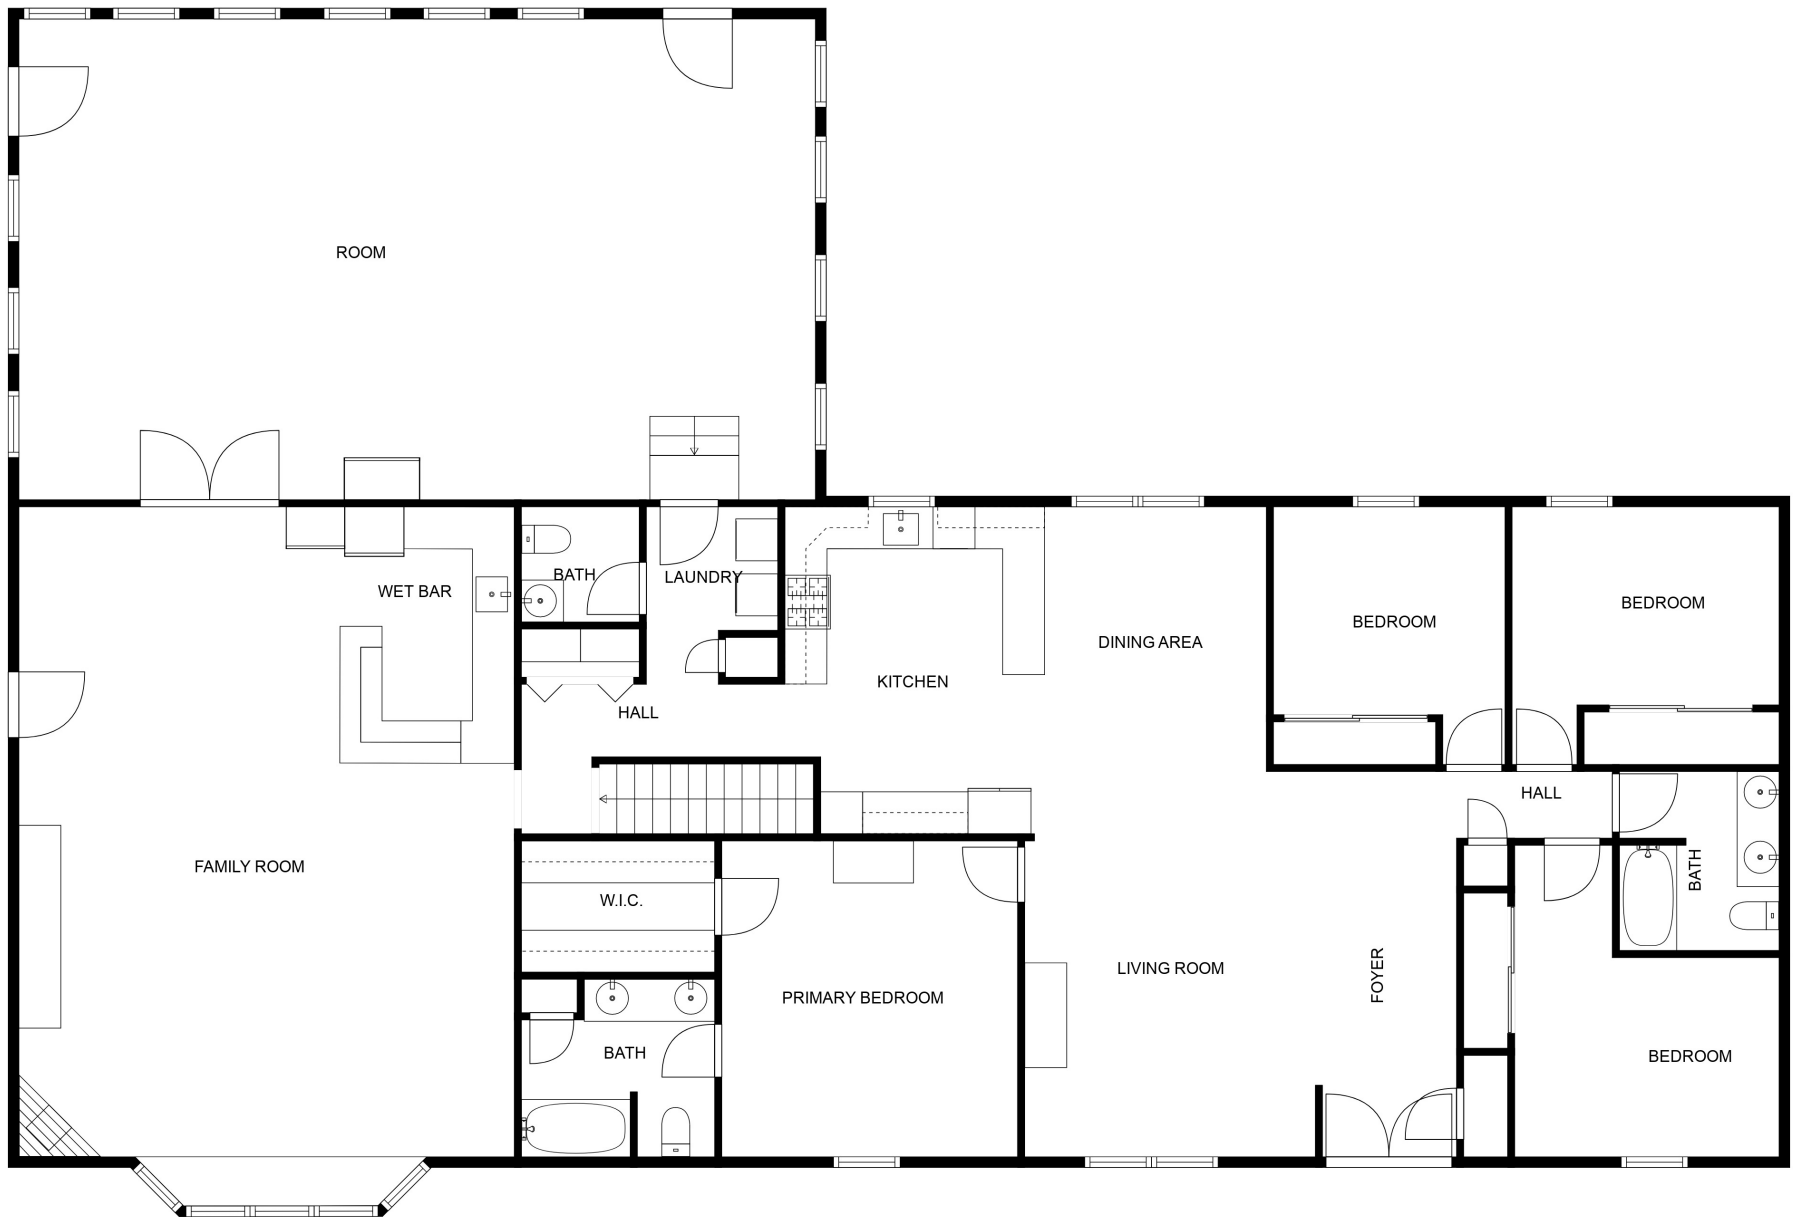 ROOM
WET BAR
BATH
LAUNDRY
BEDROOM
BEDROOM
DINING AREA
KITCHEN
HALL
HALL
FAMILY ROOM
W.I.C.
BATH
LIVING ROOM
FOYER
PRIMARY BEDROOM
BATH
BEDROOM